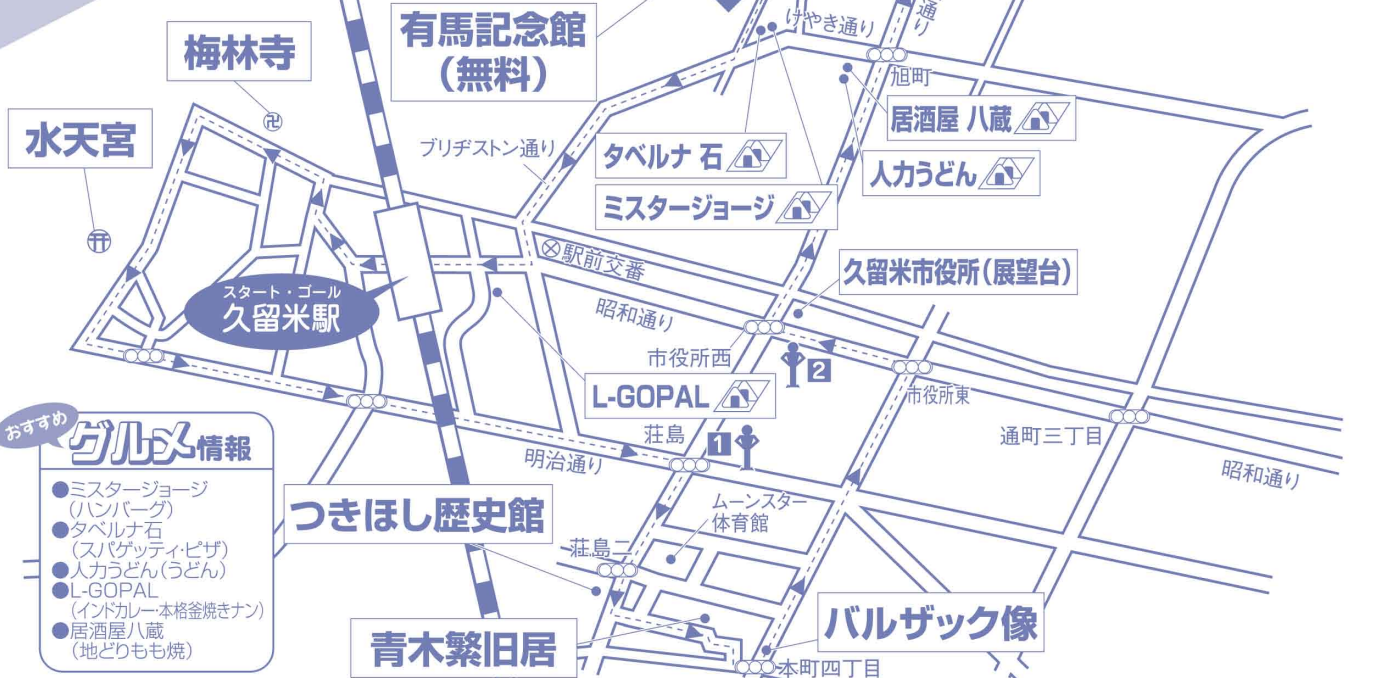 有馬記念館
(無料)
けやき通り
通り
旭町
梅林寺
卍
水天宮
ブリヂストン通り
居酒屋 八蔵
タベルナ 石
人力うどん
ミスタージョージ
駅前交番
久留米市役所(展望台)
スタート・ゴール
久留米駅
昭和通り
市役所西
2
市役所東
L-GOPAL
荘島
1
通町三丁目
昭和通り
明治通り
おすすめ
グルメ情報
●ミスタージョージ
(ハンバーグ)
●タベルナ石
(スパゲッティ・ピザ)
●人力うどん(うどん)
●L-GOPAL
(インドカレー・本格釜焼きナン)
●居酒屋八蔵
(地どりもも焼)
つきほし歴史館
ムーンスター
体育館
荘島二
青木繁旧居
バルザック像
本町四丁目